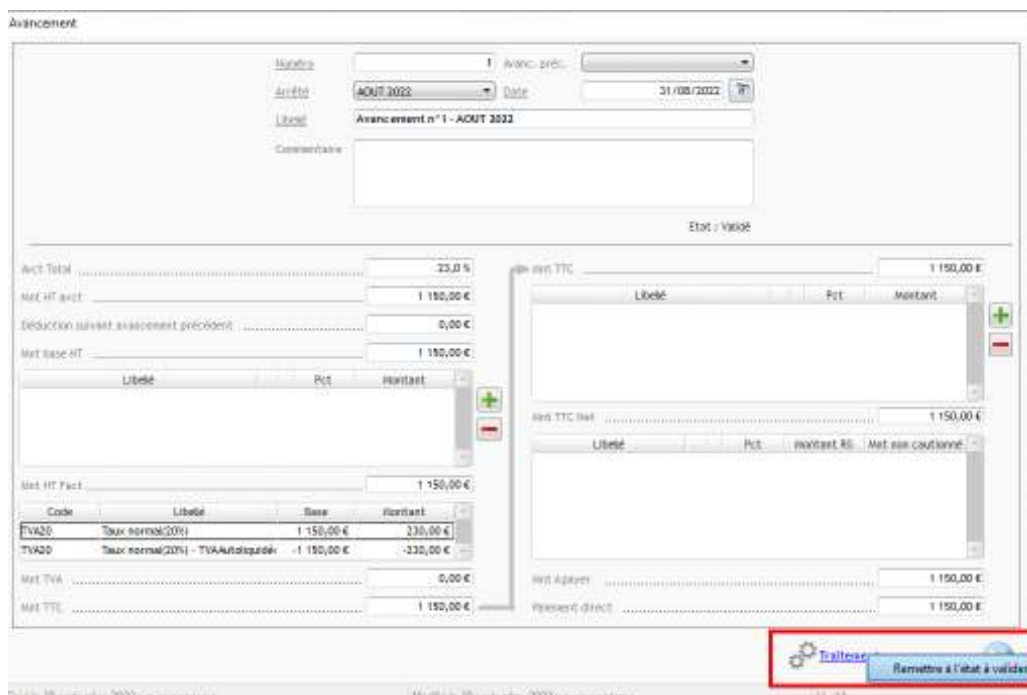 Avancement
Numéro 1 Avanc. préc.
Arrêté AOUT 2022 Date 31/08/2022
Libellé Avancement n°1 - AOUT 2022
Commentaire
Etat : Validé
Avct Total 23,0 % Mnt TTC 1 150,00 €
Mnt HT avct 1 150,00 € Libellé Pct Montant
Déduction suivant avancement précédent 0,00 €
Mnt base HT 1 150,00 €
Libellé Pct Montant
Mnt TTC Net 1 150,00 €
Libellé Pct Montant RG Mnt non cautionné
Mnt HT Fact 1 150,00 €
Code Libellé Base Montant
TVA20 Taux normal(20%) 1 150,00 € 230,00 €
TVA20 Taux normal(20%) - TVAAutoliquidé -1 150,00 € -230,00 €
Mnt TVA 0,00 € Mnt Apayer 1 150,00 €
Mnt TTC 1 150,00 € Paiement direct 1 150,00 €
Traitement
Remettre à l'état à valider